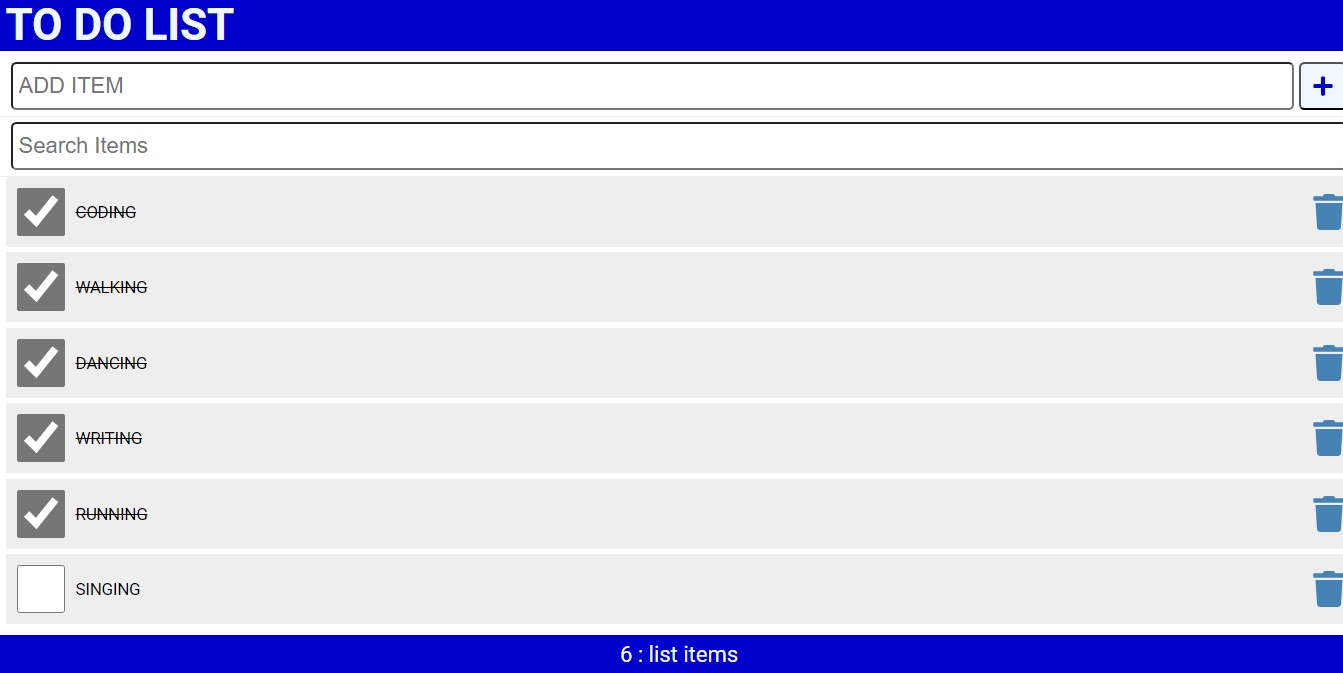 TO DO LIST
ADD ITEM
+
Search Items
CODING
WALKING
DANCING
WRITING
RUNNING
SINGING
6 : list items